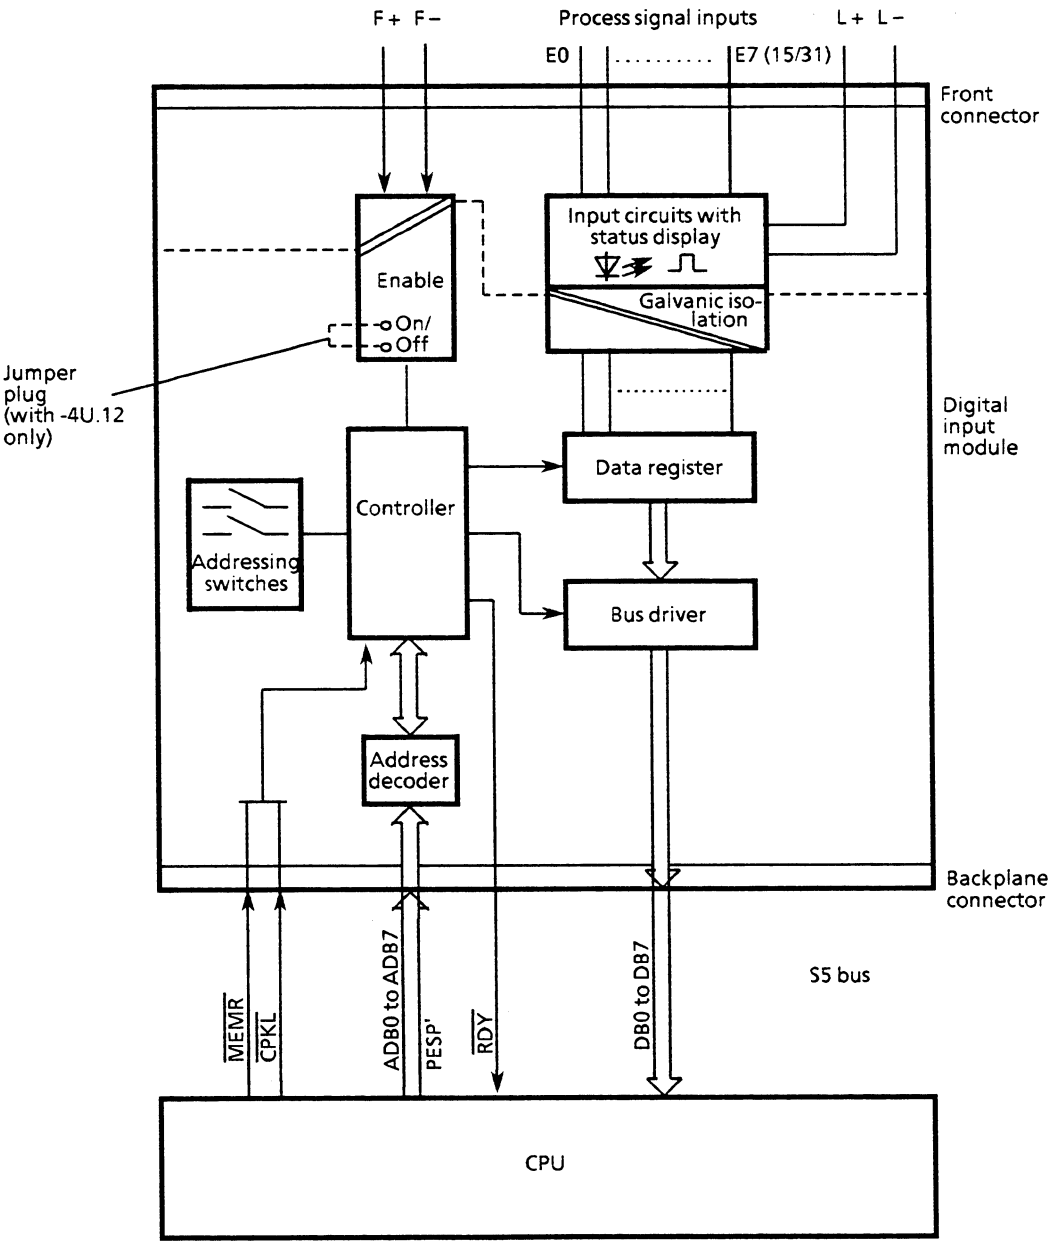 F+ F– Process signal inputs L+ L–
E0 .......... E7 (15/31)
Front
connector
Input circuits with
status display
Enable
Galvanic iso-
lation
On/
Off
Jumper
plug
(with -4U.12
only)
Digital
input
module
Data register
Controller
Addressing
switches
Bus driver
Address
decoder
Backplane
connector
S5 bus
MEMR
CPKL
ADB0 to ADB7
PESP'
RDY
DB0 to DB7
CPU